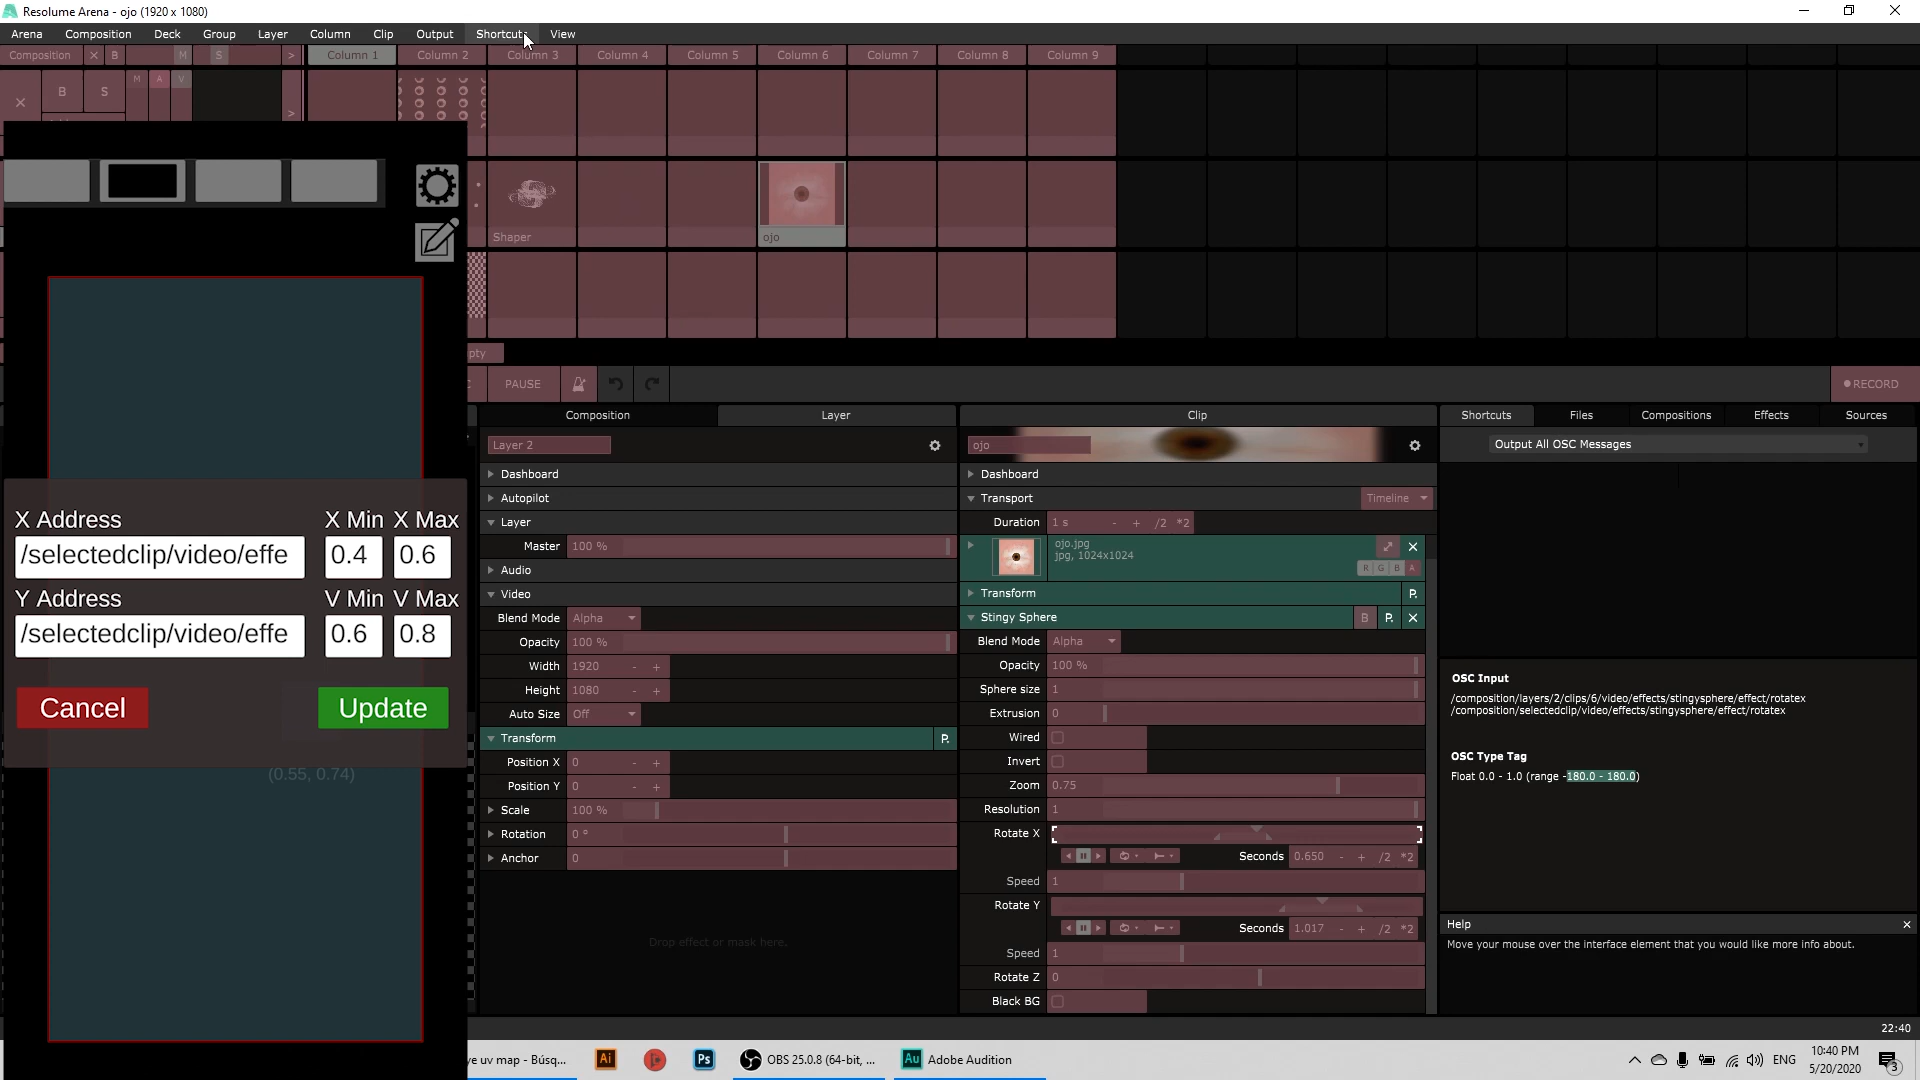 Resolume Arena - ojo (1920 x 1080)
Arena Composition Deck Group Layer Column Clip Output Shortcuts View
Composition B M S > Column 1 Column 2 Column 3 Column 4 Column 5 Column 6 Column 7 Column 8 Column 9
B S M A V
>
Shaper
ojo
PAUSE
RECORD
Composition Layer Clip Shortcuts Files Compositions Effects Sources
Layer 2
ojo
Output All OSC Messages
Dashboard
Dashboard
Autopilot
Transport Timeline
Layer
Duration 1 s - + /2 *2
Master 100 %
ojo.jpg
jpg, 1024x1024
R G B A
Audio
Video
Transform P.
Blend Mode Alpha
Stingy Sphere B P.
Opacity 100 %
Blend Mode Alpha
Width 1920 - +
Opacity 100 %
Height 1080 - +
Sphere size 1
Auto Size Off
Extrusion 0
Transform P.
Wired
Position X 0 - +
Invert
Position Y 0 - +
Zoom 0.75
Scale 100 %
Resolution 1
Rotation 0 °
Rotate X
Anchor 0
Seconds 0.650 - + /2 *2
Speed 1
Rotate Y
Seconds 1.017 - + /2 *2
Speed 1
Rotate Z 0
Black BG
Drop effect or mask here.
X Address X Min X Max
/selectedclip/video/effe 0.4 0.6
Y Address V Min V Max
/selectedclip/video/effe 0.6 0.8
Cancel Update
(0.55, 0.74)
OSC Input
/composition/layers/2/clips/6/video/effects/stingysphere/effect/rotatex
/composition/selectedclip/video/effects/stingysphere/effect/rotatex
OSC Type Tag
Float 0.0 - 1.0 (range -180.0 - 180.0)
Help
Move your mouse over the interface element that you would like more info about.
22:40
ye uv map - Búsq... Ai Ps OBS 25.0.8 (64-bit, ... Au Adobe Audition
ENG 10:40 PM
5/20/2020
3